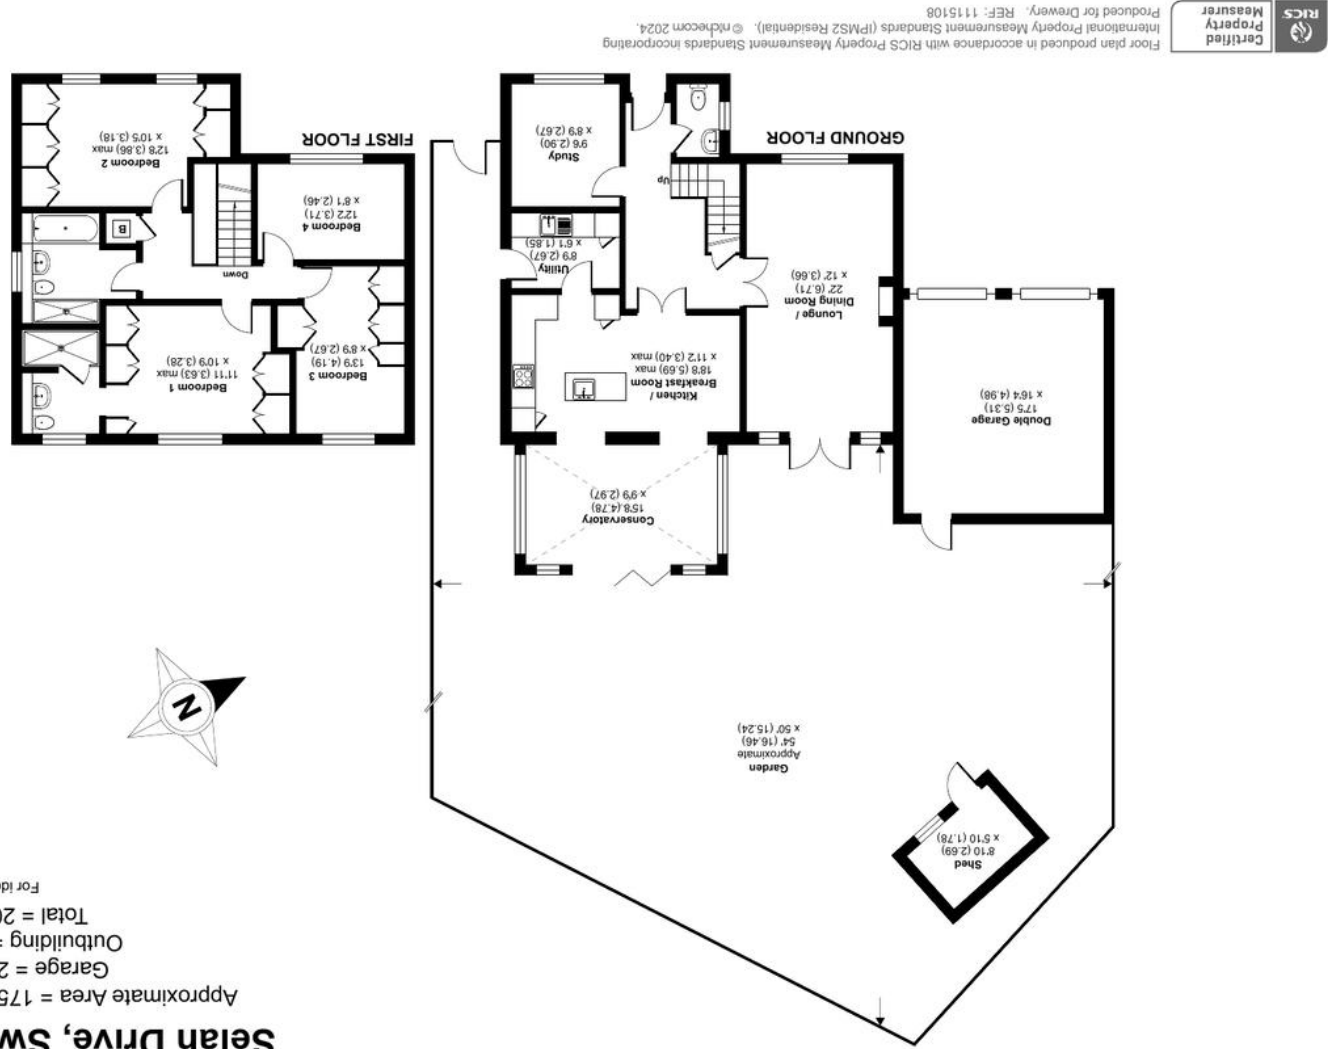 Selah Drive, Sw
Approximate Area = 175
Garage = 2
Outbuilding =
Total = 20
For ide
Shed
8'10 (2.69)
x 5'10 (1.78)
Garden
Approximate
54' (16.46)
x 50' (15.24)
N
Conservatory
15'8 (4.78)
x 9'9 (2.97)
Double Garage
17'5 (5.31)
x 16'4 (4.98)
Lounge /
Dining Room
22' (6.71)
x 12' (3.66)
Kitchen /
Breakfast Room
18'8 (5.69) max
x 11'2 (3.40) max
Utility
8'9 (2.67)
x 6'1 (1.85)
Up
Study
9'6 (2.90)
x 8'9 (2.67)
GROUND FLOOR
Bedroom 3
13'9 (4.19)
x 8'9 (2.67)
Bedroom 1
11'11 (3.63) max
x 10'9 (3.28)
Down
Bedroom 4
12'2 (3.71)
x 8'1 (2.46)
B
Bedroom 2
12'8 (3.86) max
x 10'5 (3.18)
FIRST FLOOR
RICS
Certified
Property
Measurer
Floor plan produced in accordance with RICS Property Measurement Standards incorporating
International Property Measurement Standards (IPMS2 Residential). © nichecom 2024.
Produced for Drewery. REF: 1115108